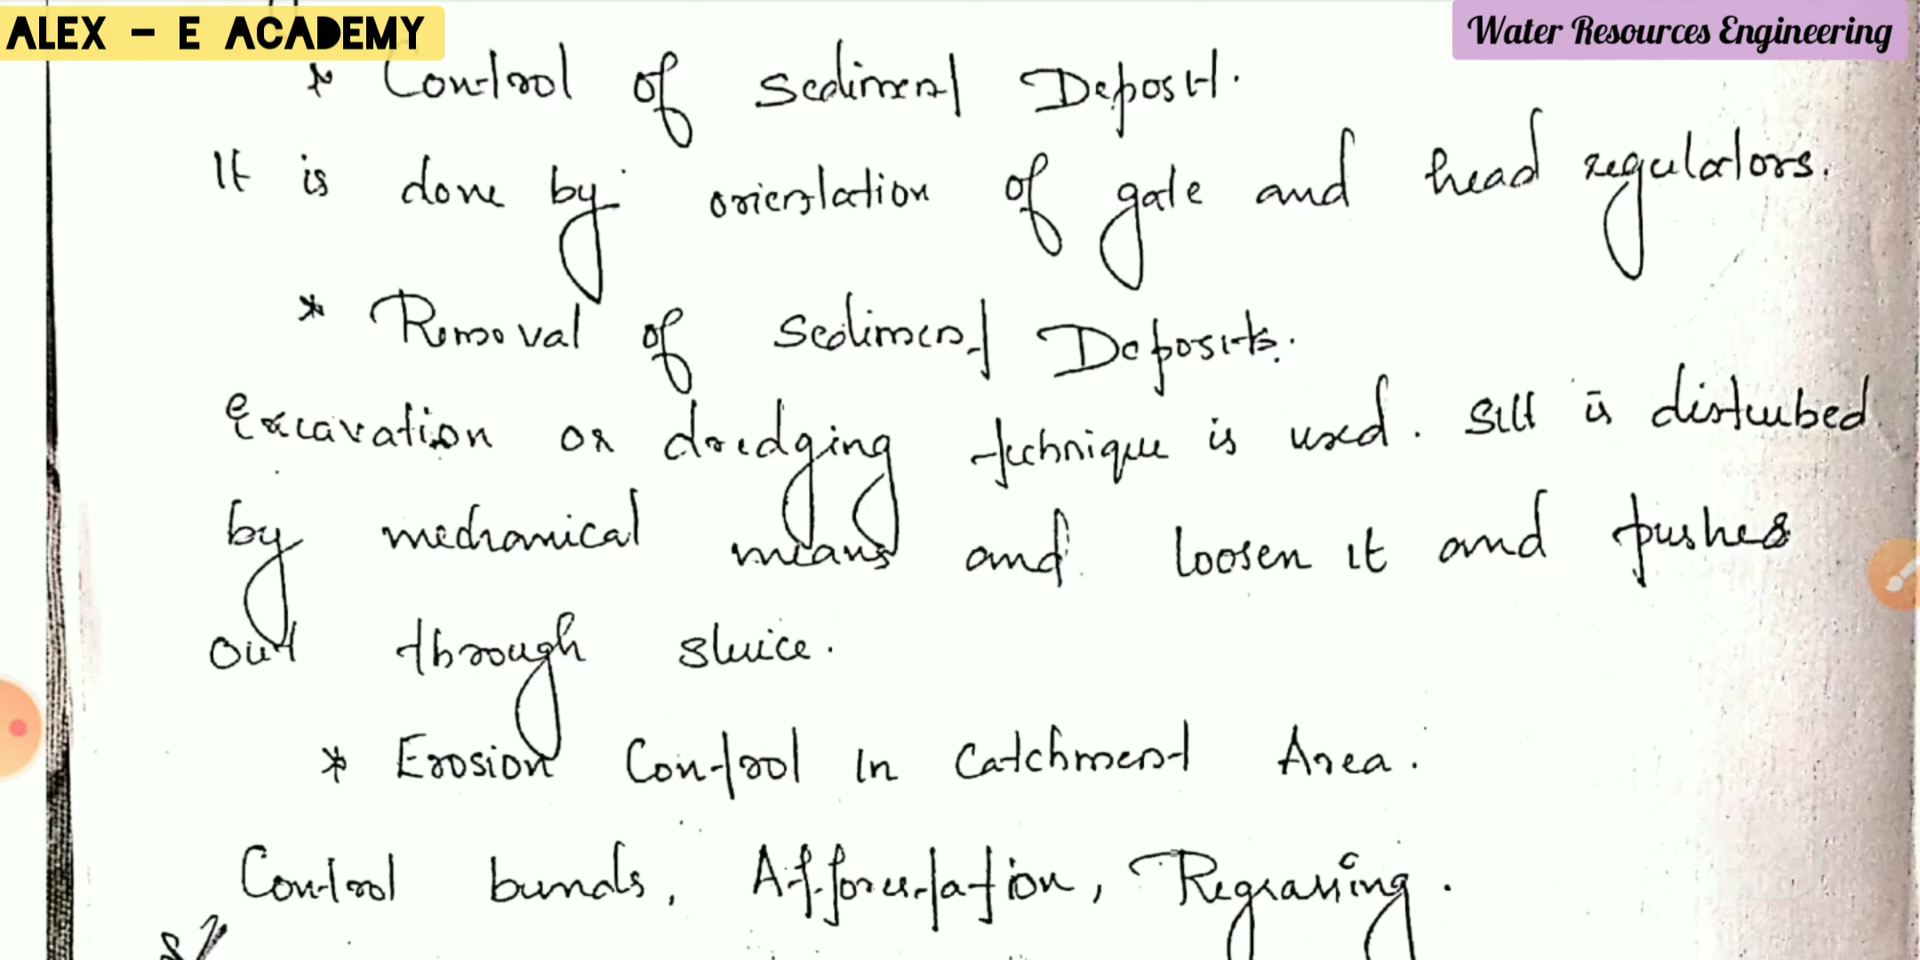 ALEX - E ACADEMY
Water Resources Engineering
* Control of Sediment Deposit.
It is done by orientation of gate and head regulators.
* Removal of Sediment Deposits.
Excavation or dredging technique is used. Silt is disturbed
by mechanical means and loosen it and pushes
out through sluice.
* Erosion Control in Catchment Area.
Control bunds, Afforestation, Regrassing.